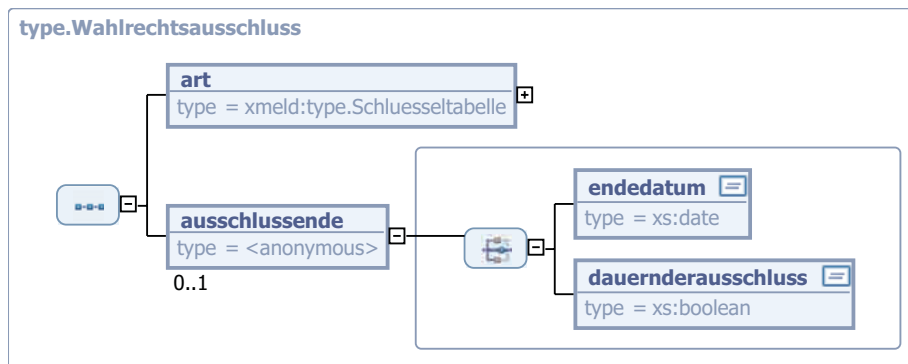 type.Wahlrechtsausschluss
art
type = xmeld:type.Schluesseltabelle
ausschlussende
type = <anonymous>
0..1
endedatum
type = xs:date
dauernderausschluss
type = xs:boolean